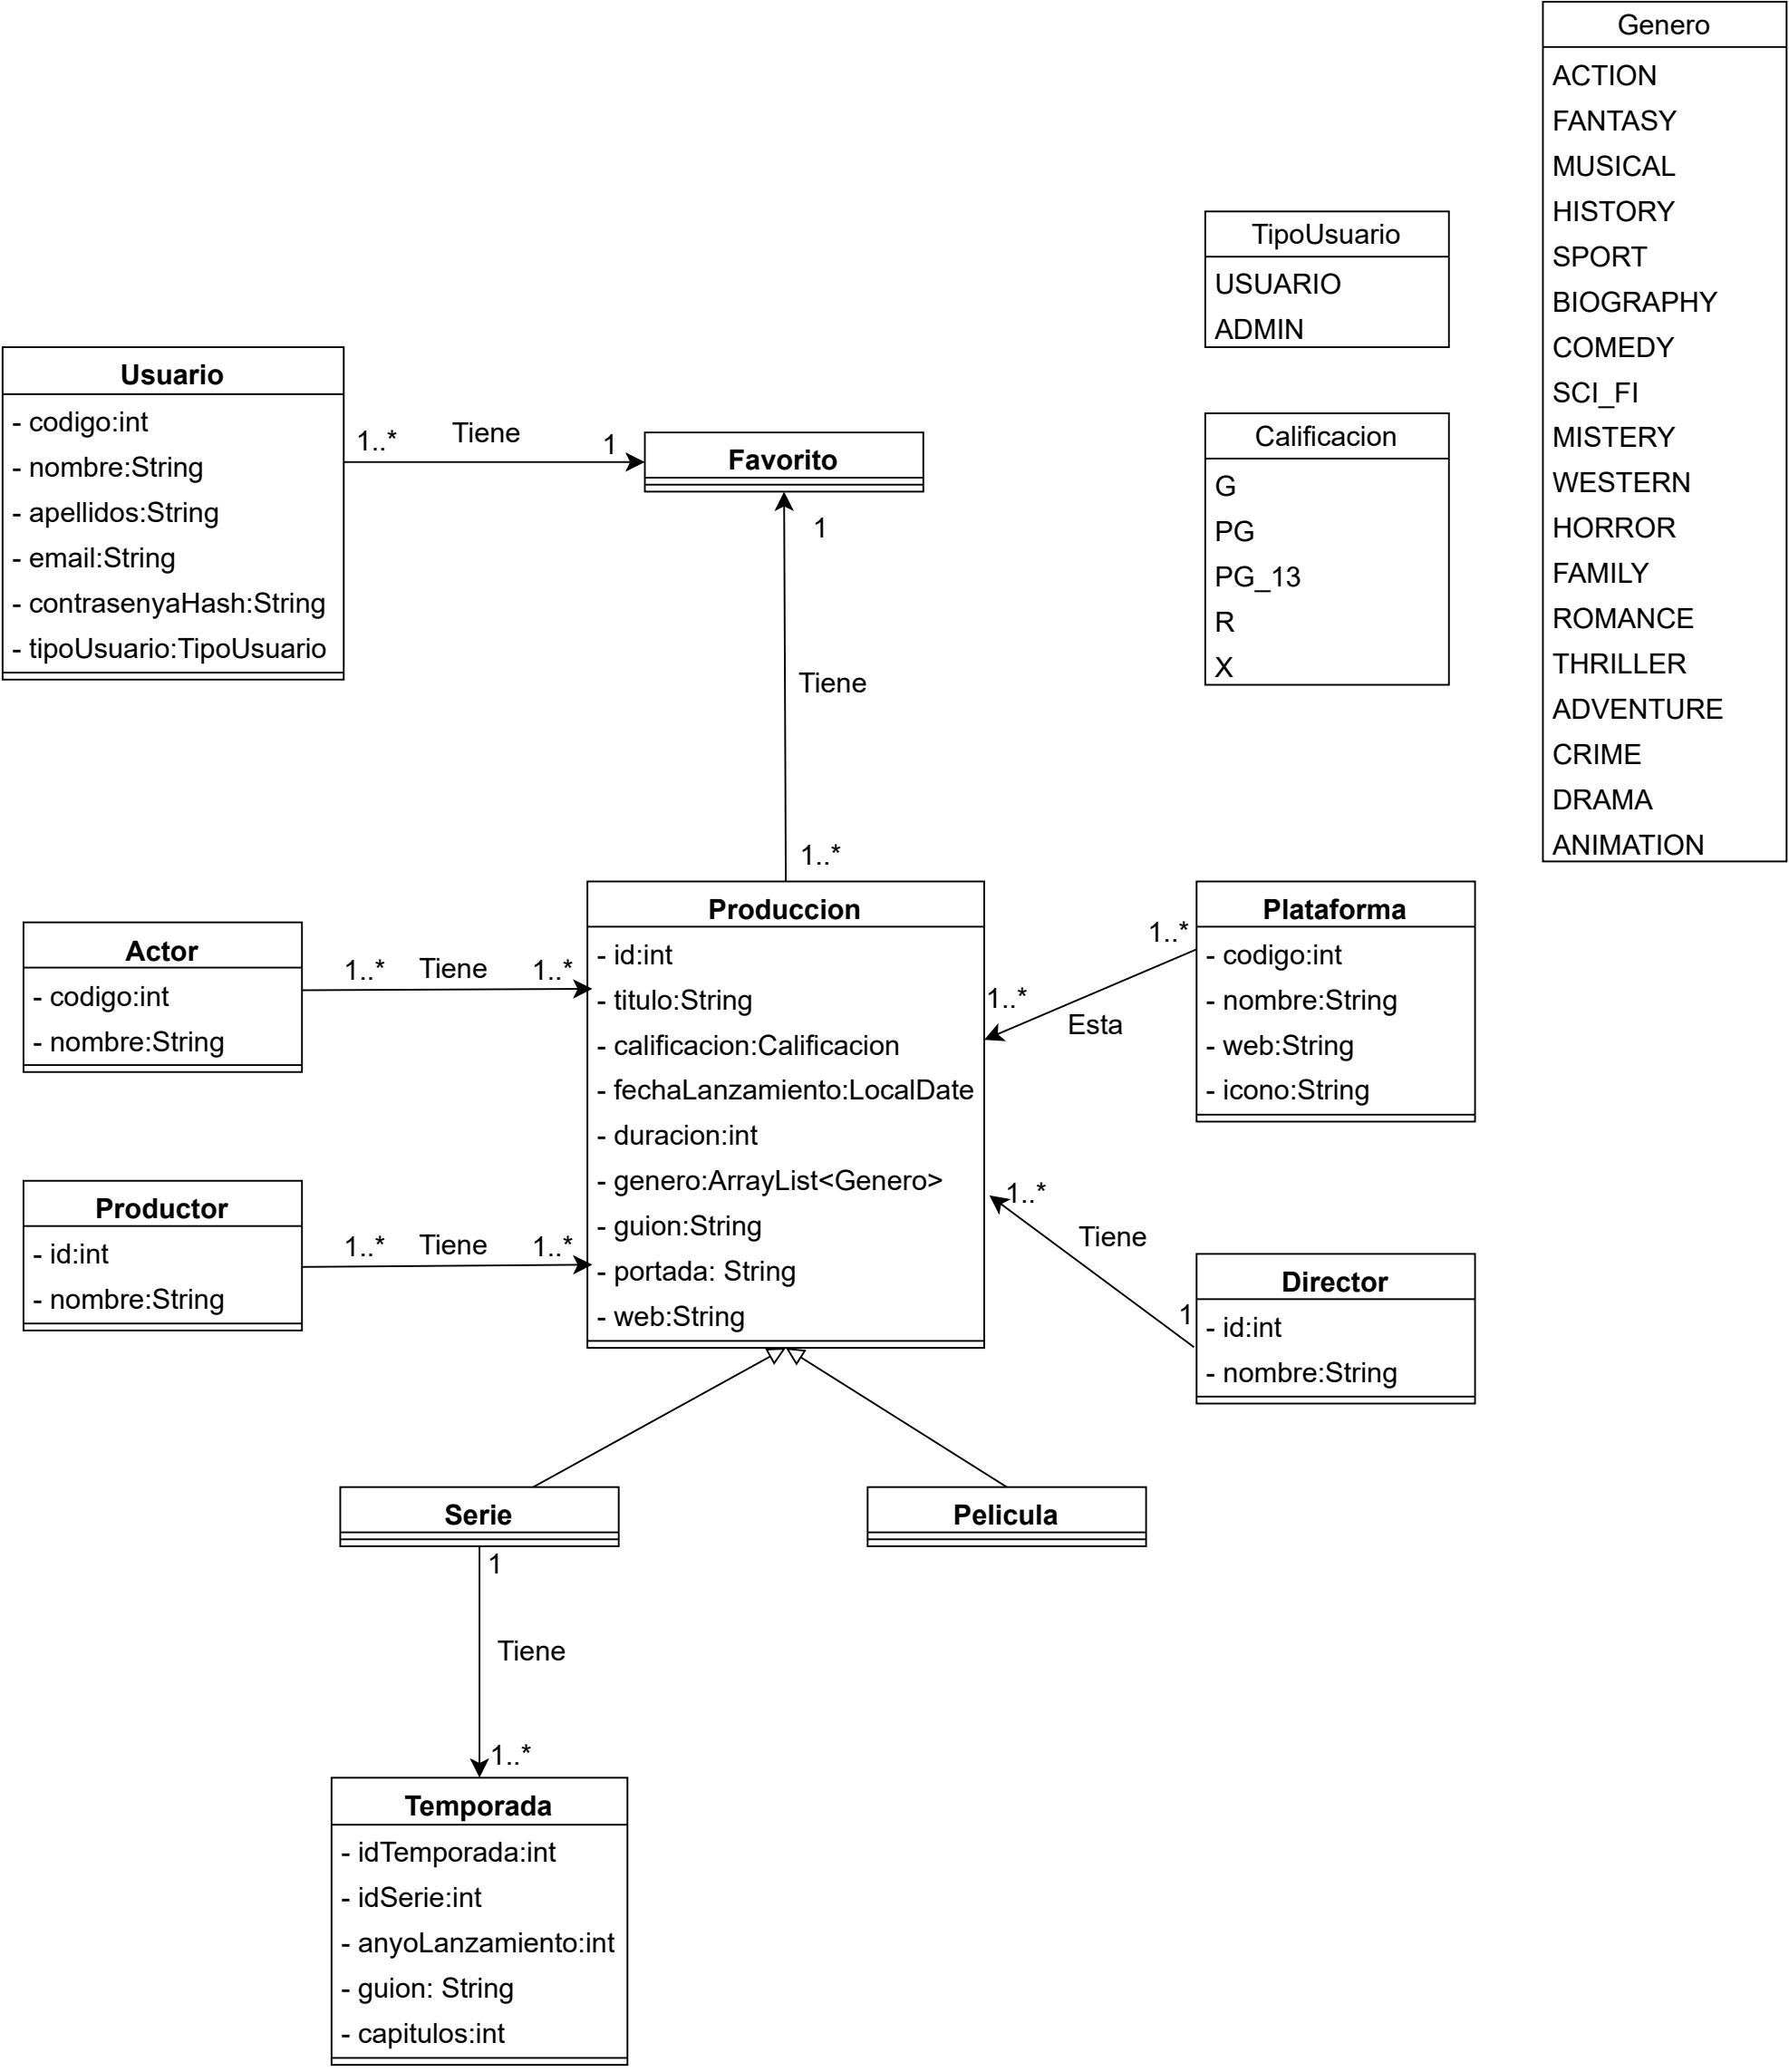 Genero
ACTION
FANTASY
MUSICAL
HISTORY
SPORT
BIOGRAPHY
COMEDY
SCI_FI
MISTERY
WESTERN
HORROR
FAMILY
ROMANCE
THRILLER
ADVENTURE
CRIME
DRAMA
ANIMATION
TipoUsuario
USUARIO
ADMIN
Calificacion
G
PG
PG_13
R
X
Usuario
- codigo:int
- nombre:String
- apellidos:String
- email:String
- contrasenyaHash:String
- tipoUsuario:TipoUsuario
1..*
Tiene
1
Favorito
1
Tiene
1..*
Actor
- codigo:int
- nombre:String
1..*
Tiene
1..*
Productor
- id:int
- nombre:String
1..*
Tiene
1..*
Produccion
- id:int
- titulo:String
- calificacion:Calificacion
- fechaLanzamiento:LocalDate
- duracion:int
- genero:ArrayList<Genero>
- guion:String
- portada: String
- web:String
1..*
1..*
Esta
Plataforma
- codigo:int
- nombre:String
- web:String
- icono:String
1..*
Tiene
1
Director
- id:int
- nombre:String
Serie
Pelicula
1
Tiene
1..*
Temporada
- idTemporada:int
- idSerie:int
- anyoLanzamiento:int
- guion: String
- capitulos:int